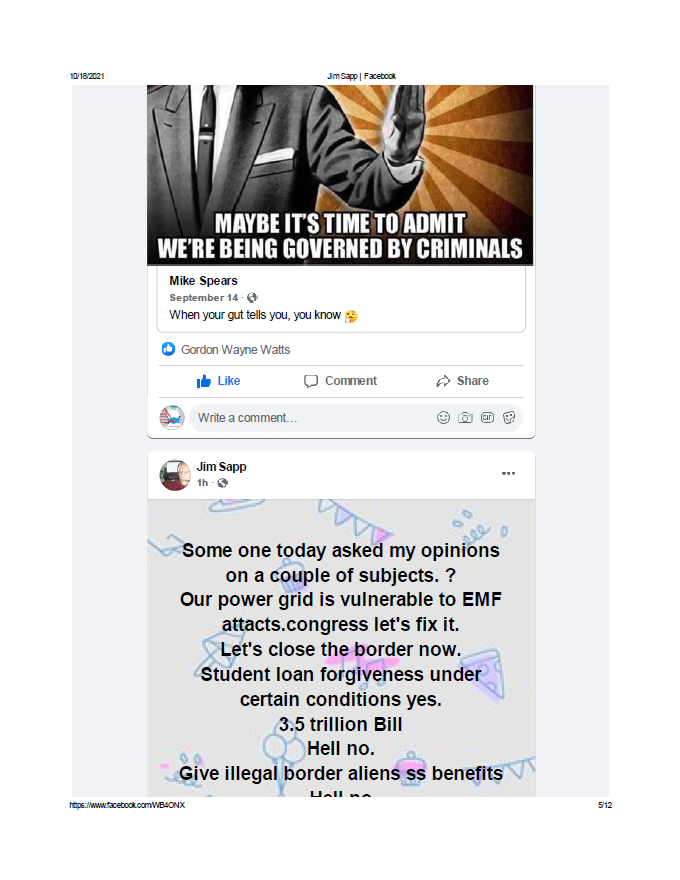 10/18/2021
Jim Sapp | Facebook
MAYBE IT'S TIME TO ADMIT
WE'RE BEING GOVERNED BY CRIMINALS
Mike Spears
September 14 ·
When your gut tells you, you know 🤔
Gordon Wayne Watts
Like
Comment
Share
Write a comment…
GIF
Jim Sapp
1h ·
Some one today asked my opinions
on a couple of subjects. ?
Our power grid is vulnerable to EMF
attacts.congress let's fix it.
Let's close the border now.
Student loan forgiveness under
certain conditions yes.
3.5 trillion Bill
Hell no.
Give illegal border aliens ss benefits
Hell no
https://www.facebook.com/WB4ONX
5/12